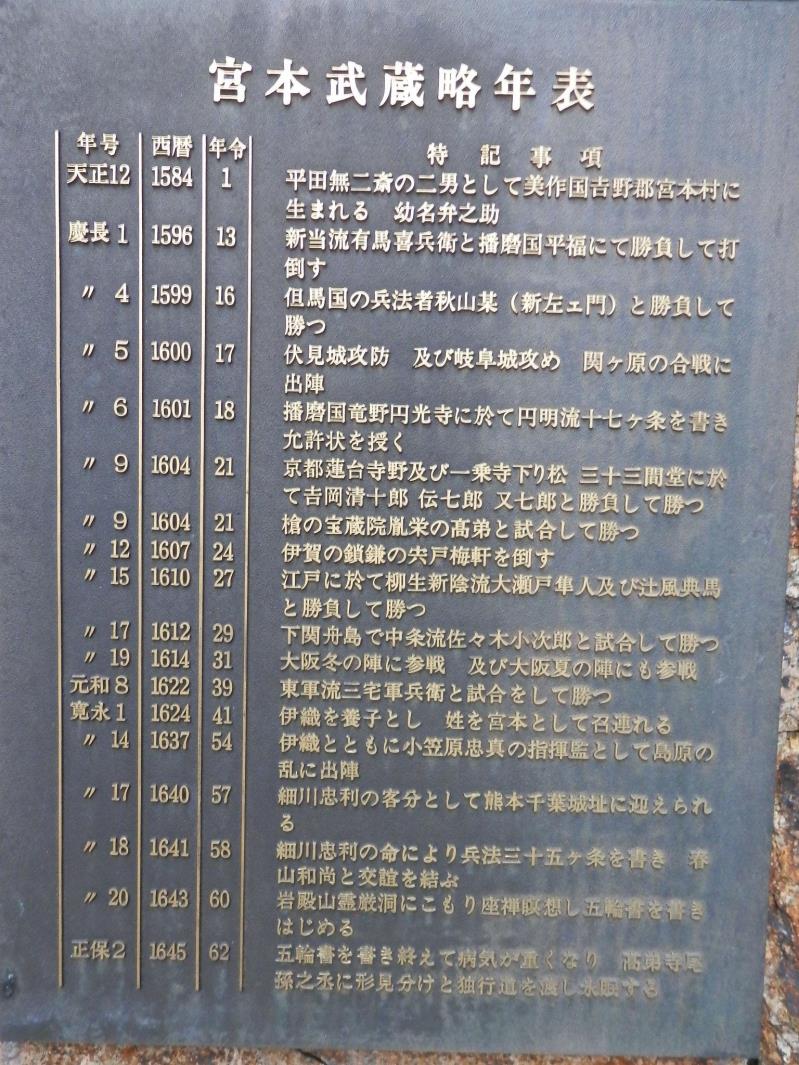 宮本武蔵略年表
年号 西暦 年令 特記事項
天正12 1584 1 平田無二斎の二男として美作国吉野郡宮本村に
生まれる 幼名弁之助
慶長1 1596 13 新当流有馬喜兵衛と播磨国平福にて勝負して打
倒す
〃 4 1599 16 但馬国の兵法者秋山某（新左ェ門）と勝負して
勝つ
〃 5 1600 17 伏見城攻防 及び岐阜城攻め 関ヶ原の合戦に
出陣
〃 6 1601 18 播磨国竜野円光寺に於て円明流十七ヶ条を書き
允許状を授く
〃 9 1604 21 京都蓮台寺野及び一乗寺下り松 三十三間堂に於
て吉岡清十郎 伝七郎 又七郎と勝負して勝つ
〃 9 1604 21 槍の宝蔵院胤栄の高弟と試合して勝つ
〃 12 1607 24 伊賀の鎖鎌の宍戸梅軒を倒す
〃 15 1610 27 江戸に於て柳生新陰流大瀬戸隼人及び辻風典馬
と勝負して勝つ
〃 17 1612 29 下関舟島で中条流佐々木小次郎と試合して勝つ
〃 19 1614 31 大阪冬の陣に参戦 及び大阪夏の陣にも参戦
元和8 1622 39 東軍流三宅軍兵衛と試合をして勝つ
寛永1 1624 41 伊織を養子とし 姓を宮本として召連れる
〃 14 1637 54 伊織とともに小笠原忠真の指揮監として島原の
乱に出陣
〃 17 1640 57 細川忠利の客分として熊本千葉城址に迎えられ
る
〃 18 1641 58 細川忠利の命により兵法三十五ヶ条を書き 春
山和尚と交誼を結ぶ
〃 20 1643 60 岩殿山霊厳洞にこもり座禅瞑想し五輪書を書き
はじめる
正保2 1645 62 五輪書を書き終えて病気が重くなり 高弟寺尾
孫之丞に形見分けと独行道を渡し永眠する